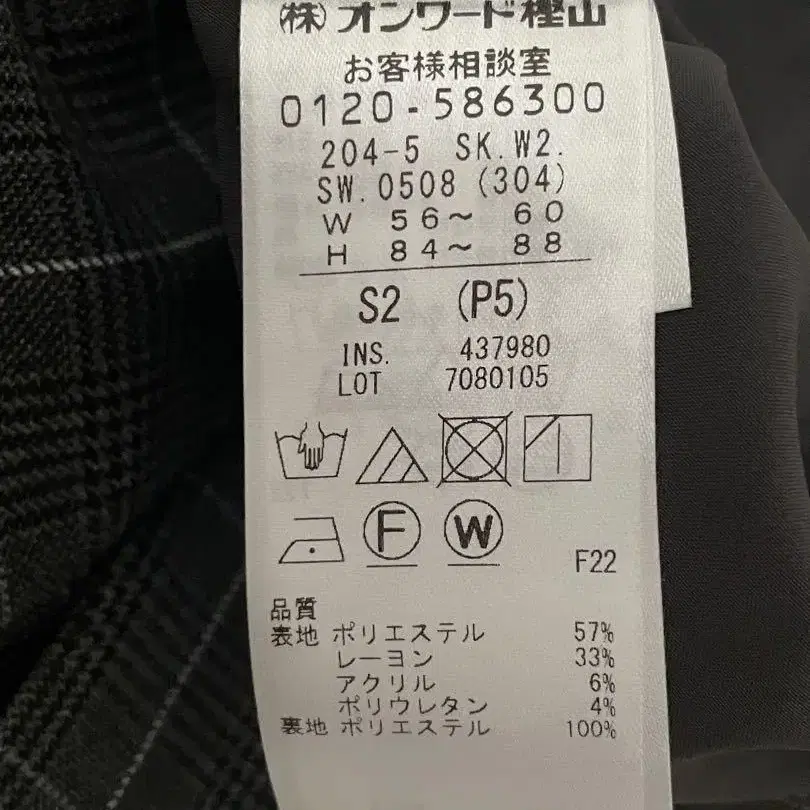 (株)オンワード樫山
お客様相談室
0120-586300
204-5 SK.W2.
SW.0508(304)
W 56～ 60
H 84～ 88
S2 (P5)
INS. 437980
LOT 7080105
F W
F22
品質
表地 ポリエステル 57%
レーヨン 33%
アクリル 6%
ポリウレタン 4%
裏地 ポリエステル 100%